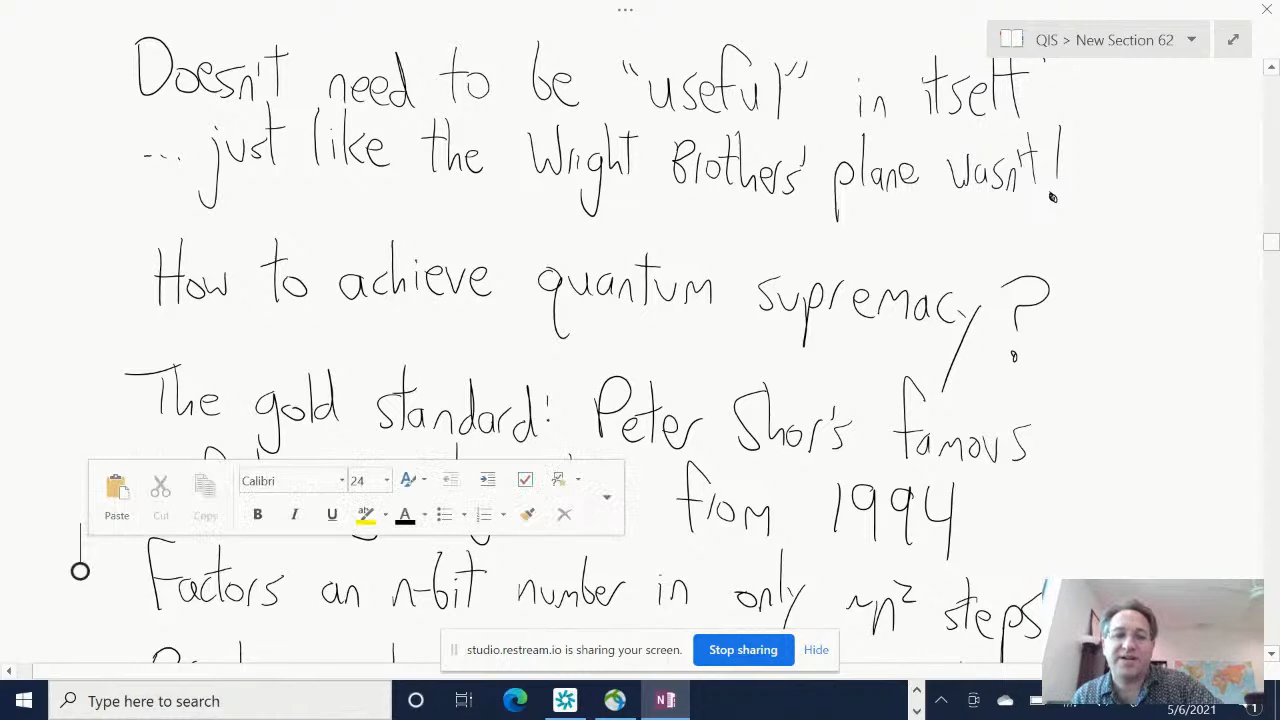 QIS > New Section 62
Doesn't need to be "useful" in itself
... just like the Wright Brothers' plane wasn't!
How to achieve quantum supremacy?
The gold standard: Peter Shor's famous
from 1994
Calibri
24
Paste
Cut
Copy
B I U
Factors an n-bit number in only ~n² steps
studio.restream.io is sharing your screen.
Stop sharing
Hide
Type here to search
5/6/2021